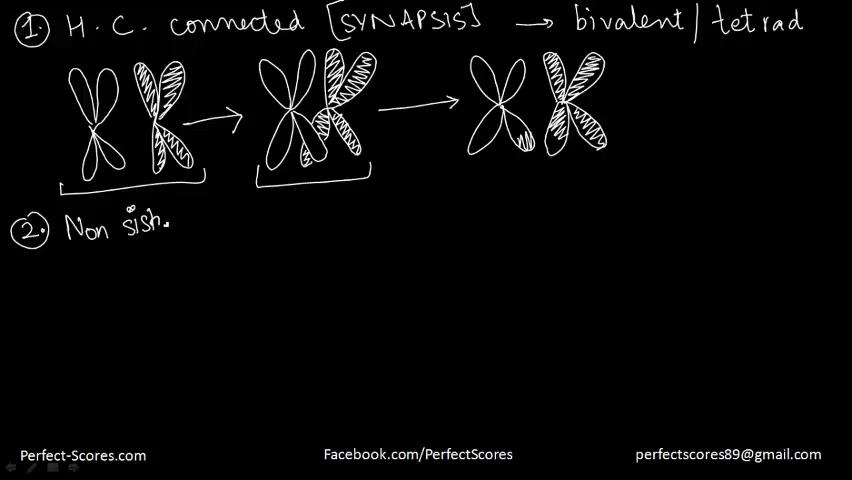 1. H. C. connected [SYNAPSIS] → bivalent/tetrad
2. Non sish.
Perfect-Scores.com Facebook.com/PerfectScores perfectscores89@gmail.com